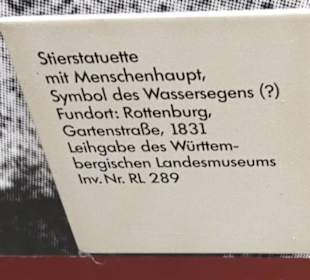 Stierstatuette
mit Menschenhaupt,
Symbol des Wassersegens (?)
Fundort: Rottenburg,
Gartenstraße, 1831
Leihgabe des Württem-
bergischen Landesmuseums
Inv. Nr. RL 289